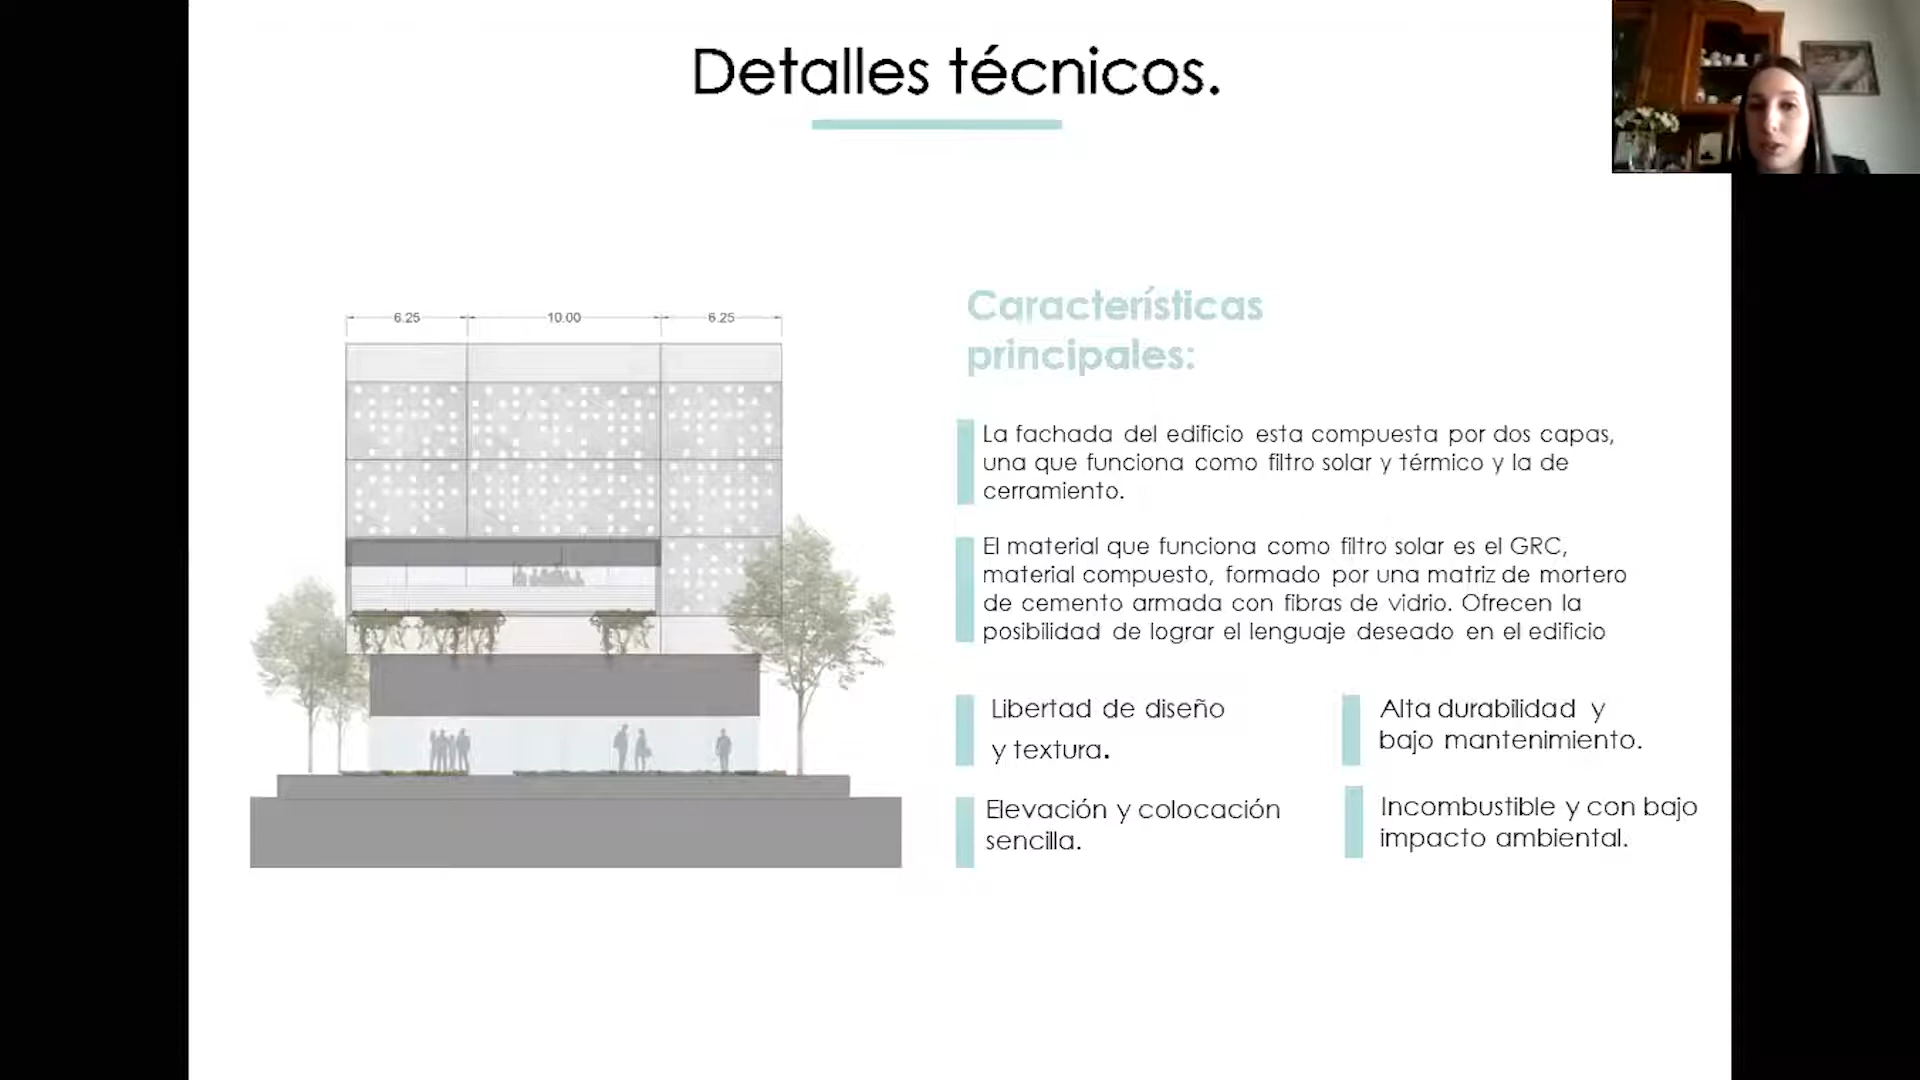 Detalles técnicos.
6.25 10.00 6.25
Características
principales:
La fachada del edificio esta compuesta por dos capas,
una que funciona como filtro solar y térmico y la de
cerramiento.
El material que funciona como filtro solar es el GRC,
material compuesto, formado por una matriz de mortero
de cemento armada con fibras de vidrio. Ofrecen la
posibilidad de lograr el lenguaje deseado en el edificio
Libertad de diseño
y textura.
Alta durabilidad y
bajo mantenimiento.
Elevación y colocación
sencilla.
Incombustible y con bajo
impacto ambiental.